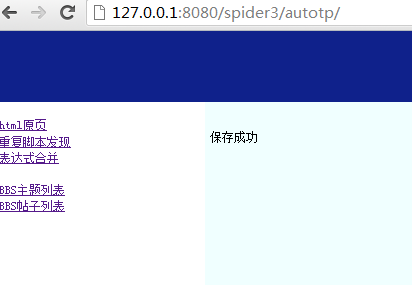 127.0.0.1:8080/spider3/autotp/
html原页
重复脚本发现
表达式合并
BBS主题列表
BBS帖子列表
保存成功